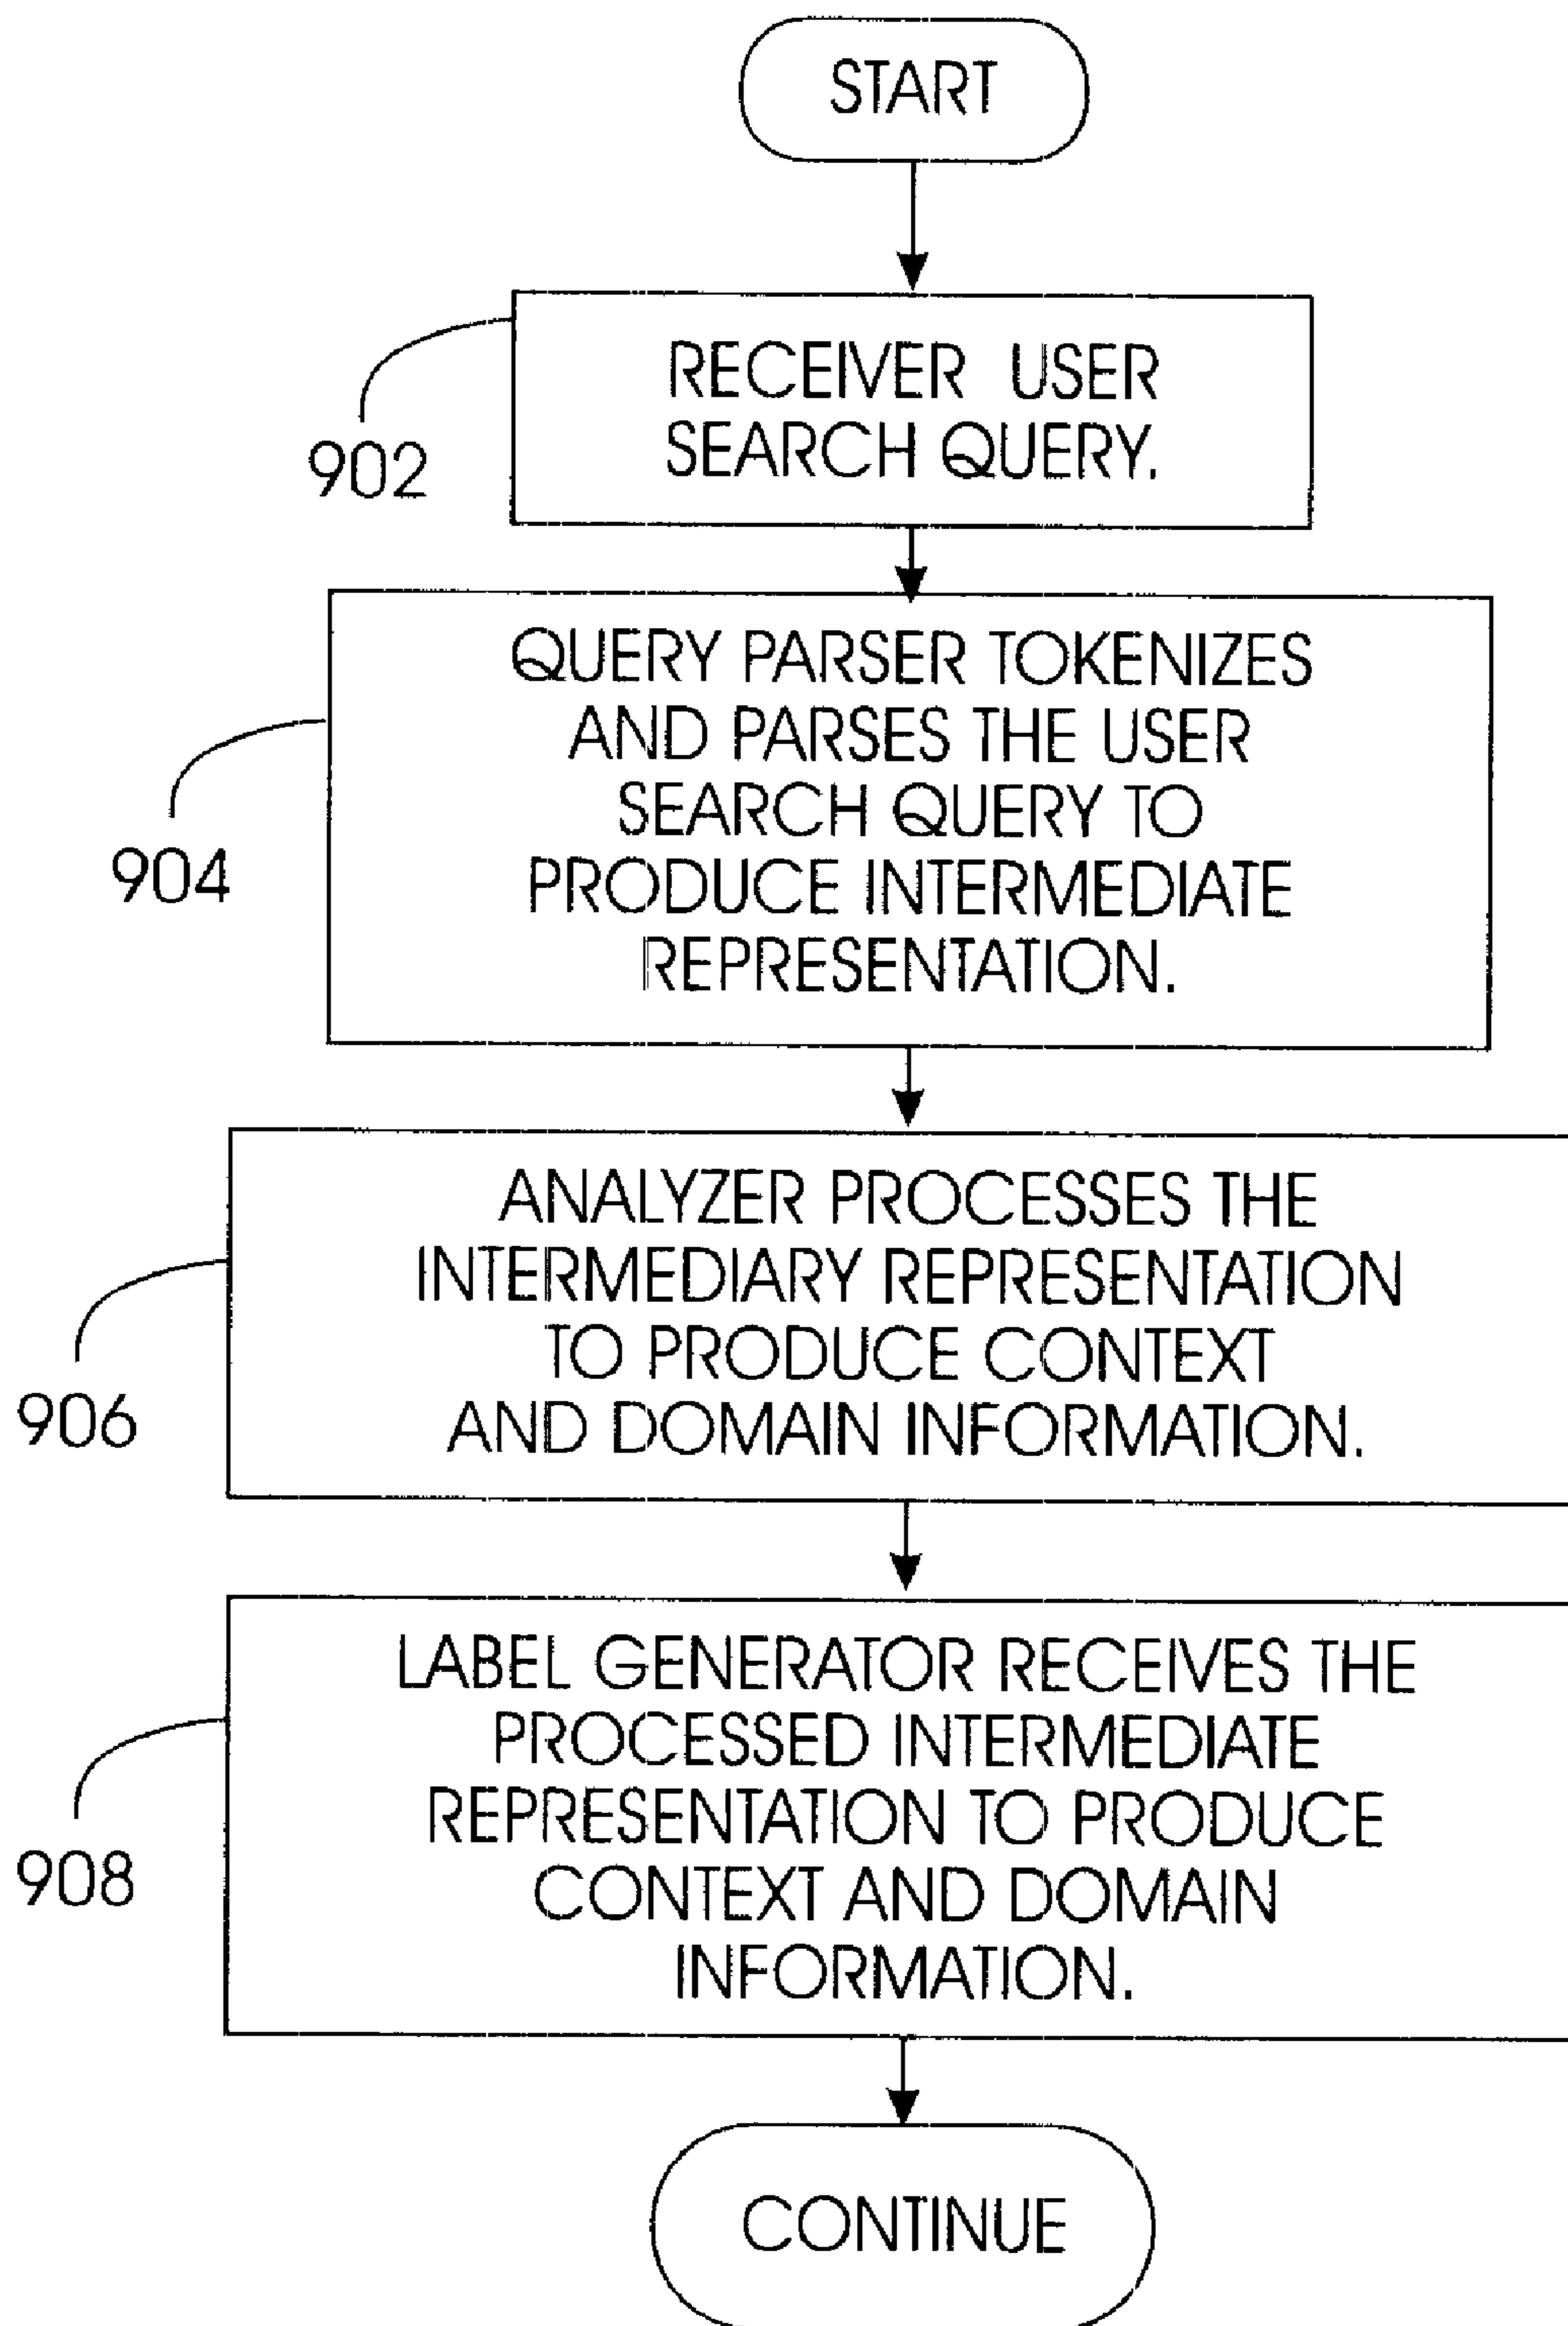 START
RECEIVER USER
SEARCH QUERY.
902
QUERY PARSER TOKENIZES
AND PARSES THE USER
SEARCH QUERY TO
PRODUCE INTERMEDIATE
REPRESENTATION.
904
ANALYZER PROCESSES THE
INTERMEDIARY REPRESENTATION
TO PRODUCE CONTEXT
AND DOMAIN INFORMATION.
906
LABEL GENERATOR RECEIVES THE
PROCESSED INTERMEDIATE
REPRESENTATION TO PRODUCE
CONTEXT AND DOMAIN
INFORMATION.
908
CONTINUE